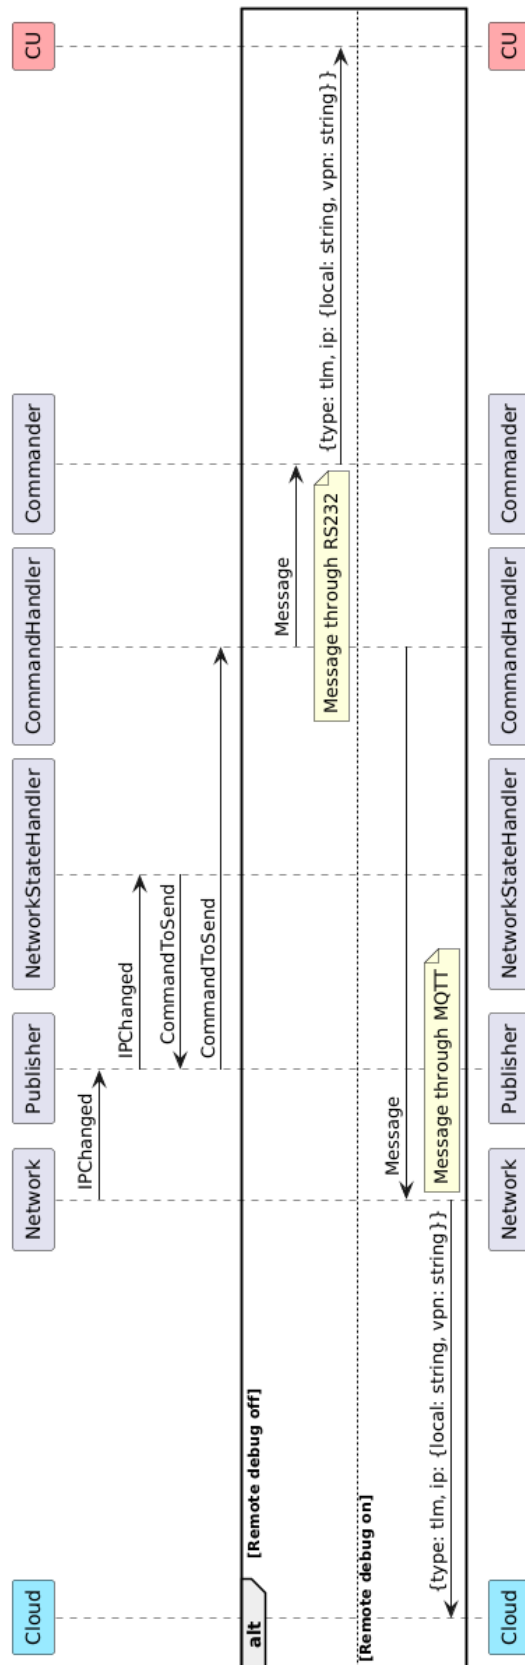 Cloud
Network
Publisher
NetworkStateHandler
CommandHandler
Commander
CU
IPChanged
IPChanged
CommandToSend
CommandToSend
alt
[Remote debug off]
Message
Message through RS232
{type: tlm, ip: {local: string, vpn: string}}
[Remote debug on]
Message
Message through MQTT
{type: tlm, ip: {local: string, vpn: string}}
Cloud
Network
Publisher
NetworkStateHandler
CommandHandler
Commander
CU